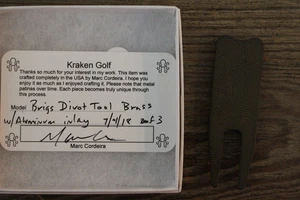 Kraken Golf
Thanks so much for your interest in my work. This item was
crafted completely in the USA by Marc Cordeira. I hope you
enjoy it as much as I enjoyed crafting it. Please note that metal
patinas over time. Each piece becomes truly unique through
this process.
Model Brigs Divot Tool Brass
w/ Aluminum inlay 7/4/18 2 of 3
Marc Cordeira